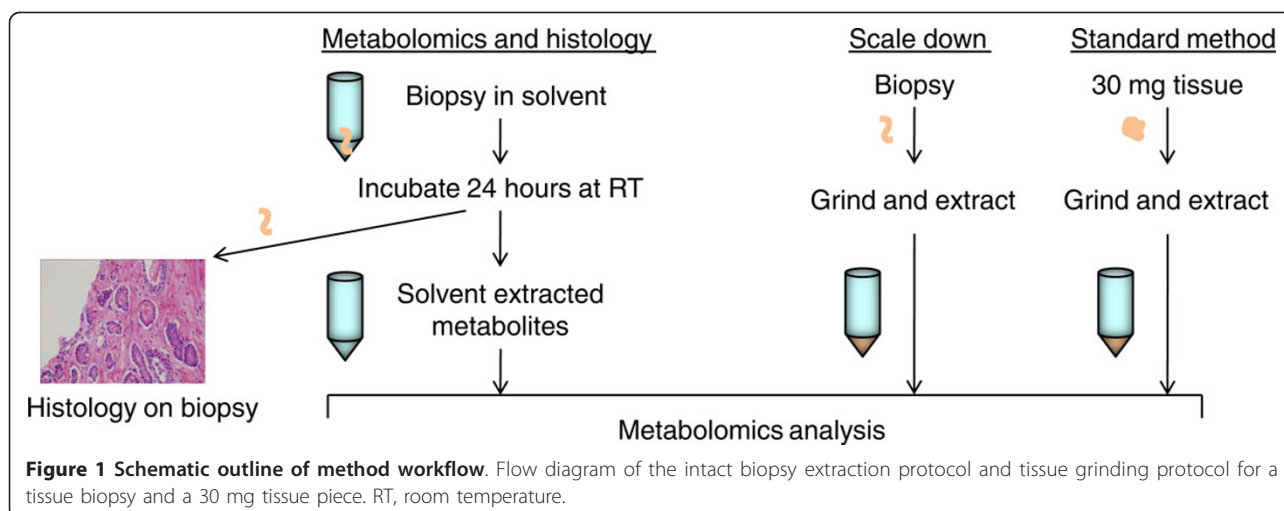 Metabolomics and histology
Scale down
Standard method
Biopsy in solvent
Biopsy
30 mg tissue
Incubate 24 hours at RT
Grind and extract
Grind and extract
Solvent extracted
metabolites
Histology on biopsy
Metabolomics analysis
Figure 1 Schematic outline of method workflow. Flow diagram of the intact biopsy extraction protocol and tissue grinding protocol for a
tissue biopsy and a 30 mg tissue piece. RT, room temperature.